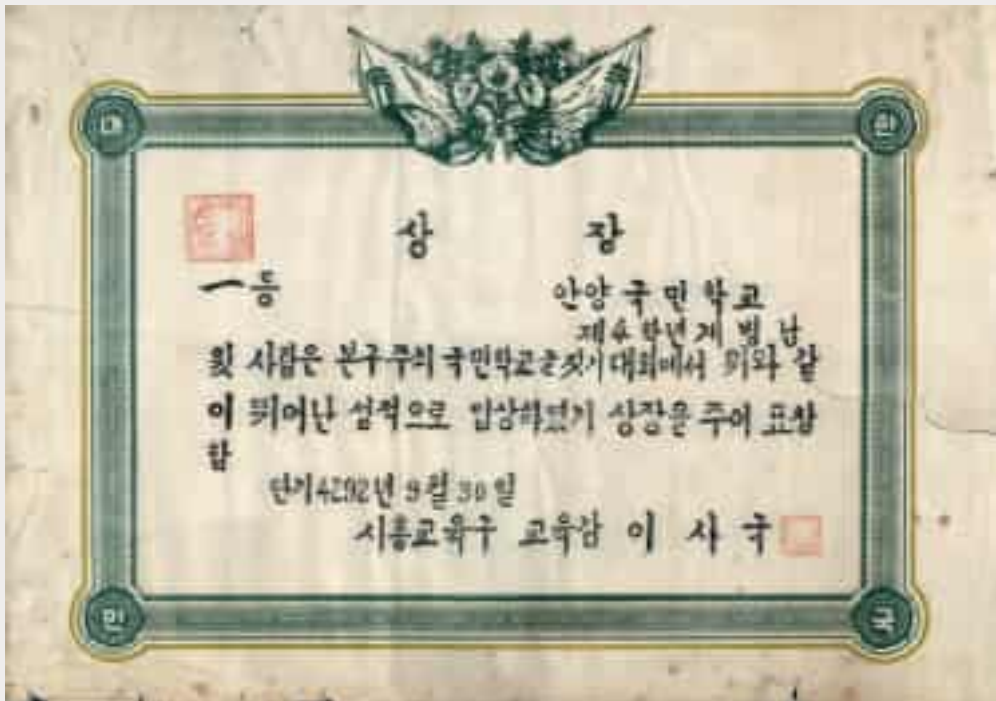 대 한
상 장
一등
안양국민학교
제4학년 계병남
윗 사람은 본구주최 국민학교글짓기대회에서 위와 같
이 뛰어난 성적으로 입상하였기 상장을 주어 표창
함
단기4292년 9월 30일
시흥교육구 교육감 이사국
민 국